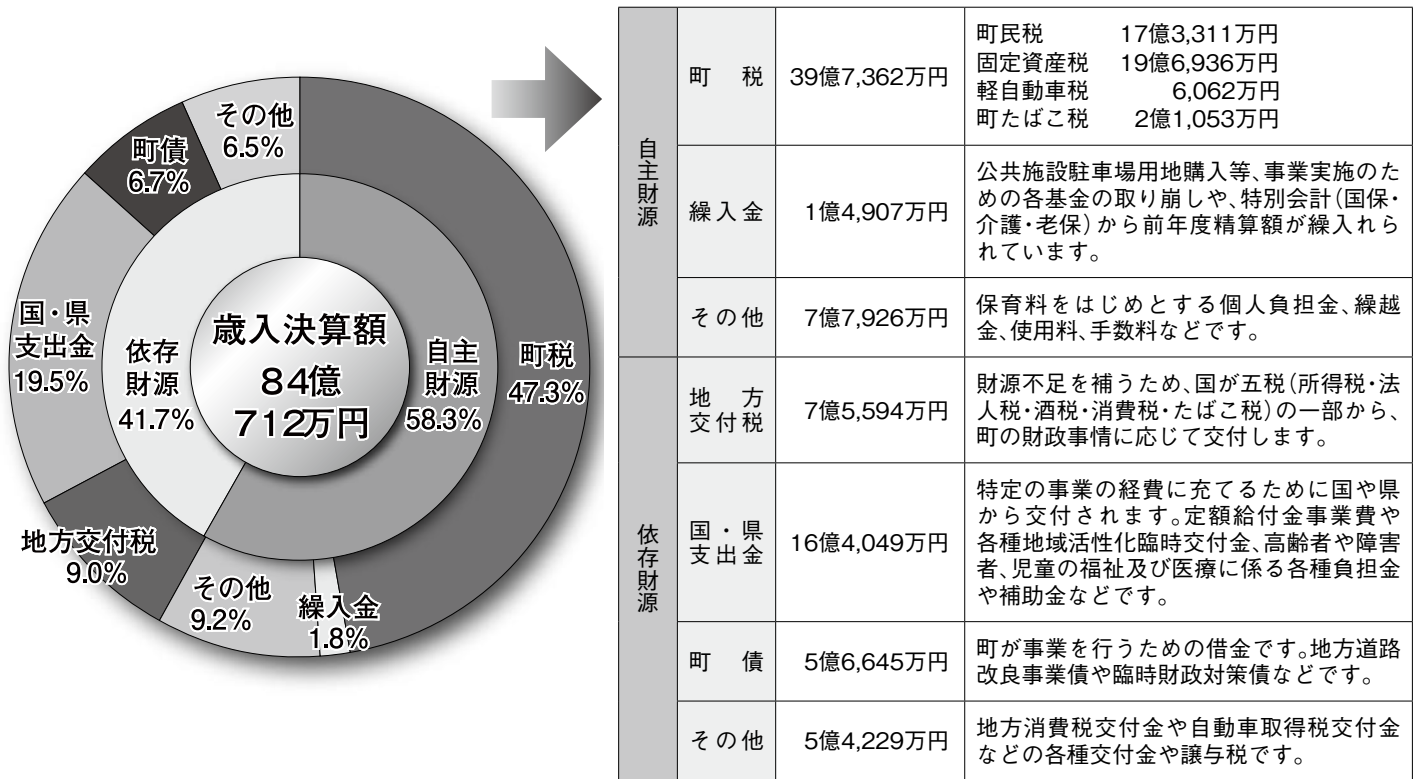 その他
6.5%
町債
6.7%
国・県
支出金
19.5%
依存
財源
41.7%
歳入決算額
84億
712万円
自主
財源
58.3%
町税
47.3%
地方交付税
9.0%
その他
9.2%
繰入金
1.8%
自主財源
町　税
39億7,362万円
町民税　17億3,311万円
固定資産税　19億6,936万円
軽自動車税　6,062万円
町たばこ税　2億1,053万円
繰入金
1億4,907万円
公共施設駐車場用地購入等、事業実施のた
めの各基金の取り崩しや、特別会計（国保・
介護・老保）から前年度精算額が繰入れら
れています。
その他
7億7,926万円
保育料をはじめとする個人負担金、繰越
金、使用料、手数料などです。
依存財源
地　方
交付税
7億5,594万円
財源不足を補うため、国が五税（所得税・法
人税・酒税・消費税・たばこ税）の一部から、
町の財政事情に応じて交付します。
国・県
支出金
16億4,049万円
特定の事業の経費に充てるために国や県
から交付されます。定額給付金事業費や
各種地域活性化臨時交付金、高齢者や障害
者、児童の福祉及び医療に係る各種負担金
や補助金などです。
町　債
5億6,645万円
町が事業を行うための借金です。地方道路
改良事業債や臨時財政対策債などです。
その他
5億4,229万円
地方消費税交付金や自動車取得税交付金
などの各種交付金や譲与税です。